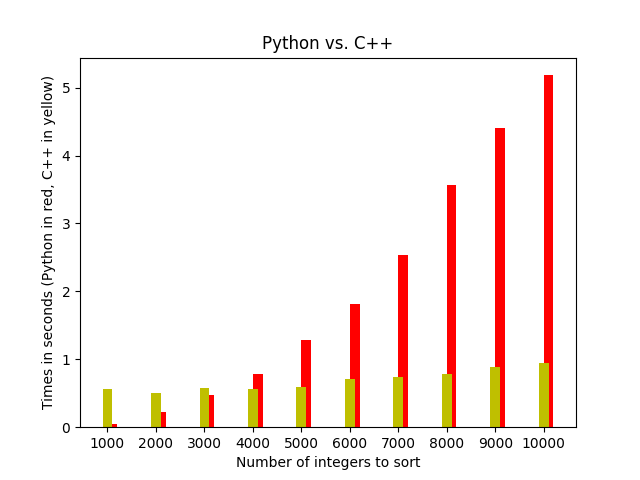 Python vs. C++
Times in seconds (Python in red, C++ in yellow)
5
4
3
2
1
0
1000 2000 3000 4000 5000 6000 7000 8000 9000 10000
Number of integers to sort